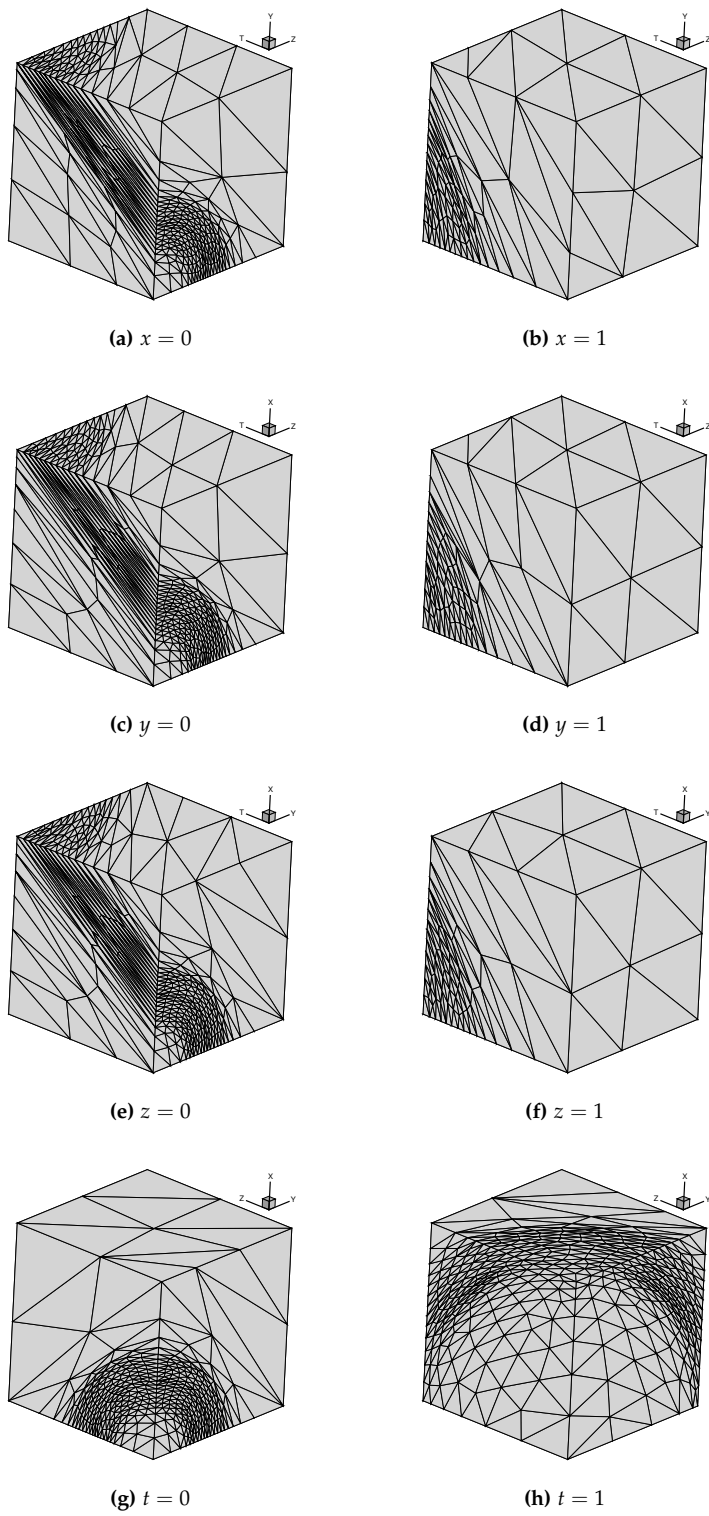 Y
T Z
Y
T Z
(a) x = 0
(b) x = 1
X
T Z
X
T Z
(c) y = 0
(d) y = 1
X
T Y
X
T Y
(e) z = 0
(f) z = 1
X
Z Y
X
Z Y
(g) t = 0
(h) t = 1